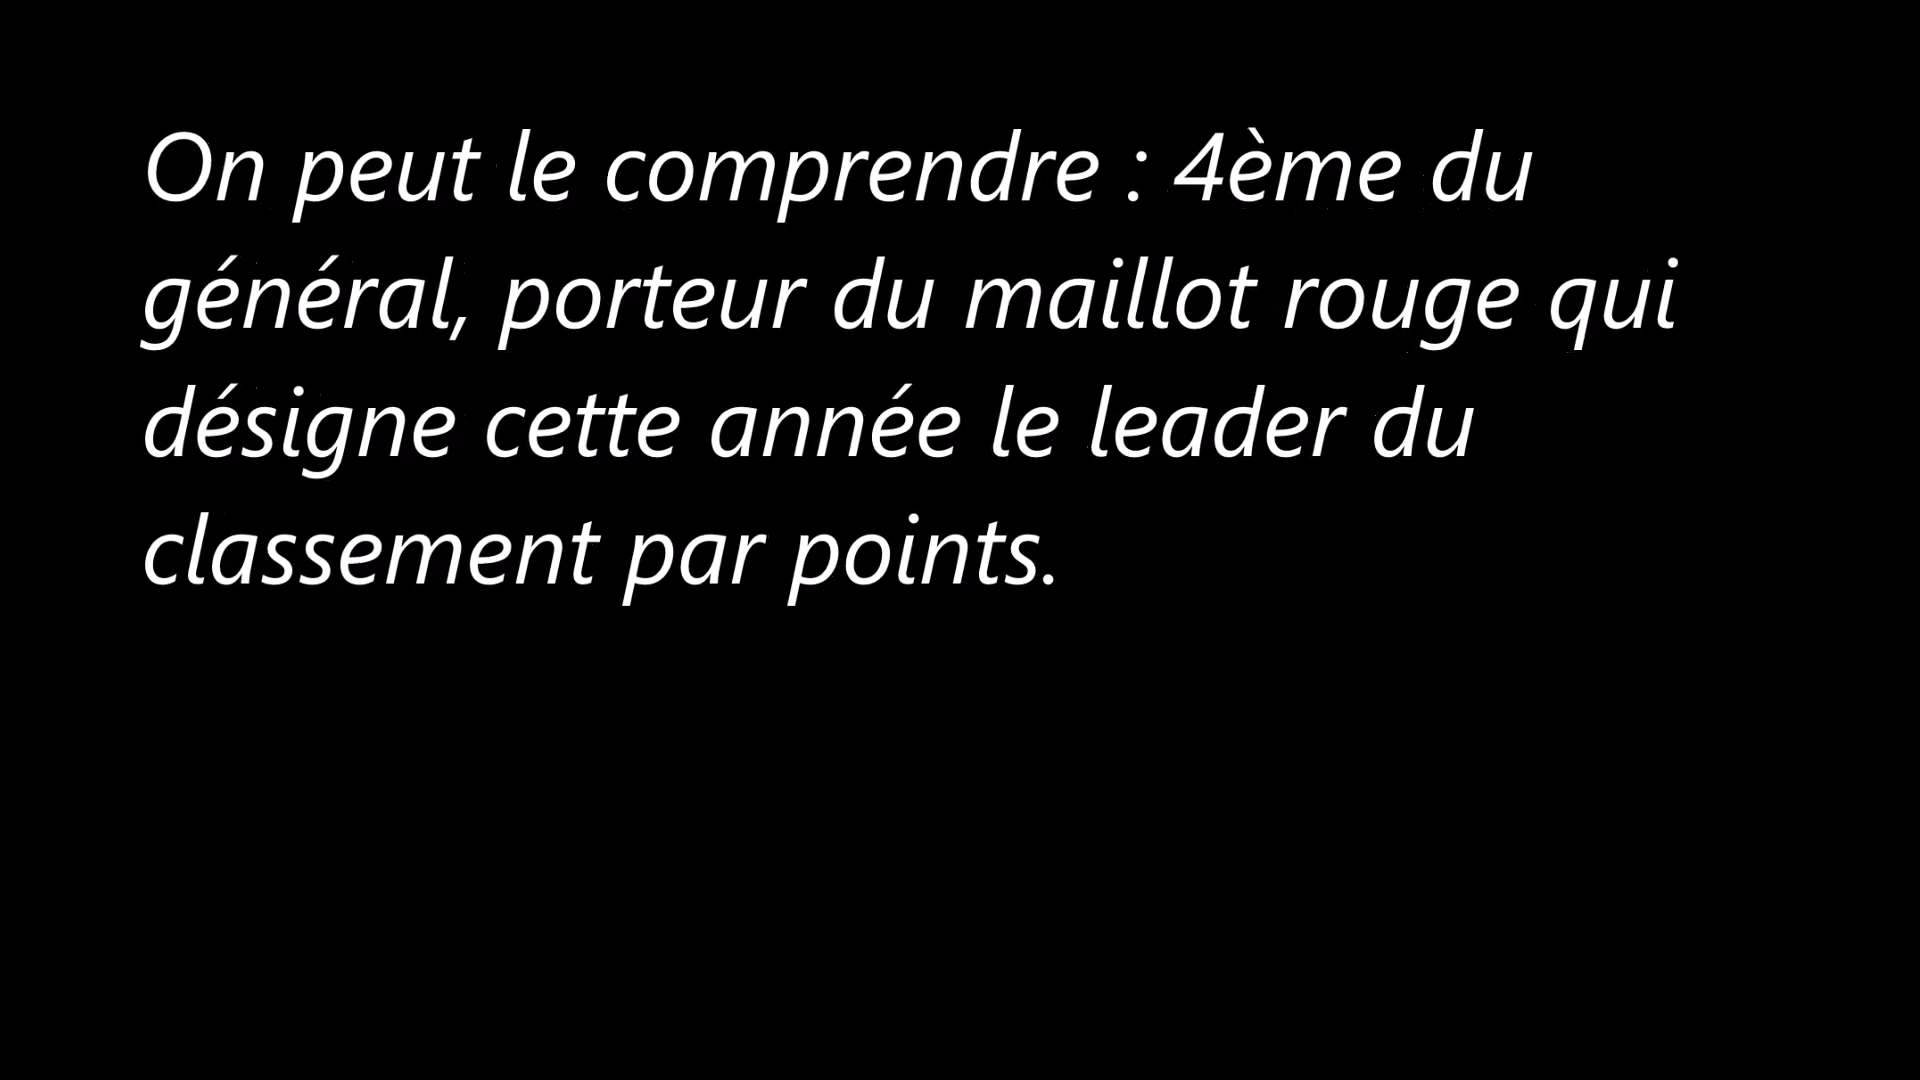 On peut le comprendre : 4ème du
général, porteur du maillot rouge qui
désigne cette année le leader du
classement par points.